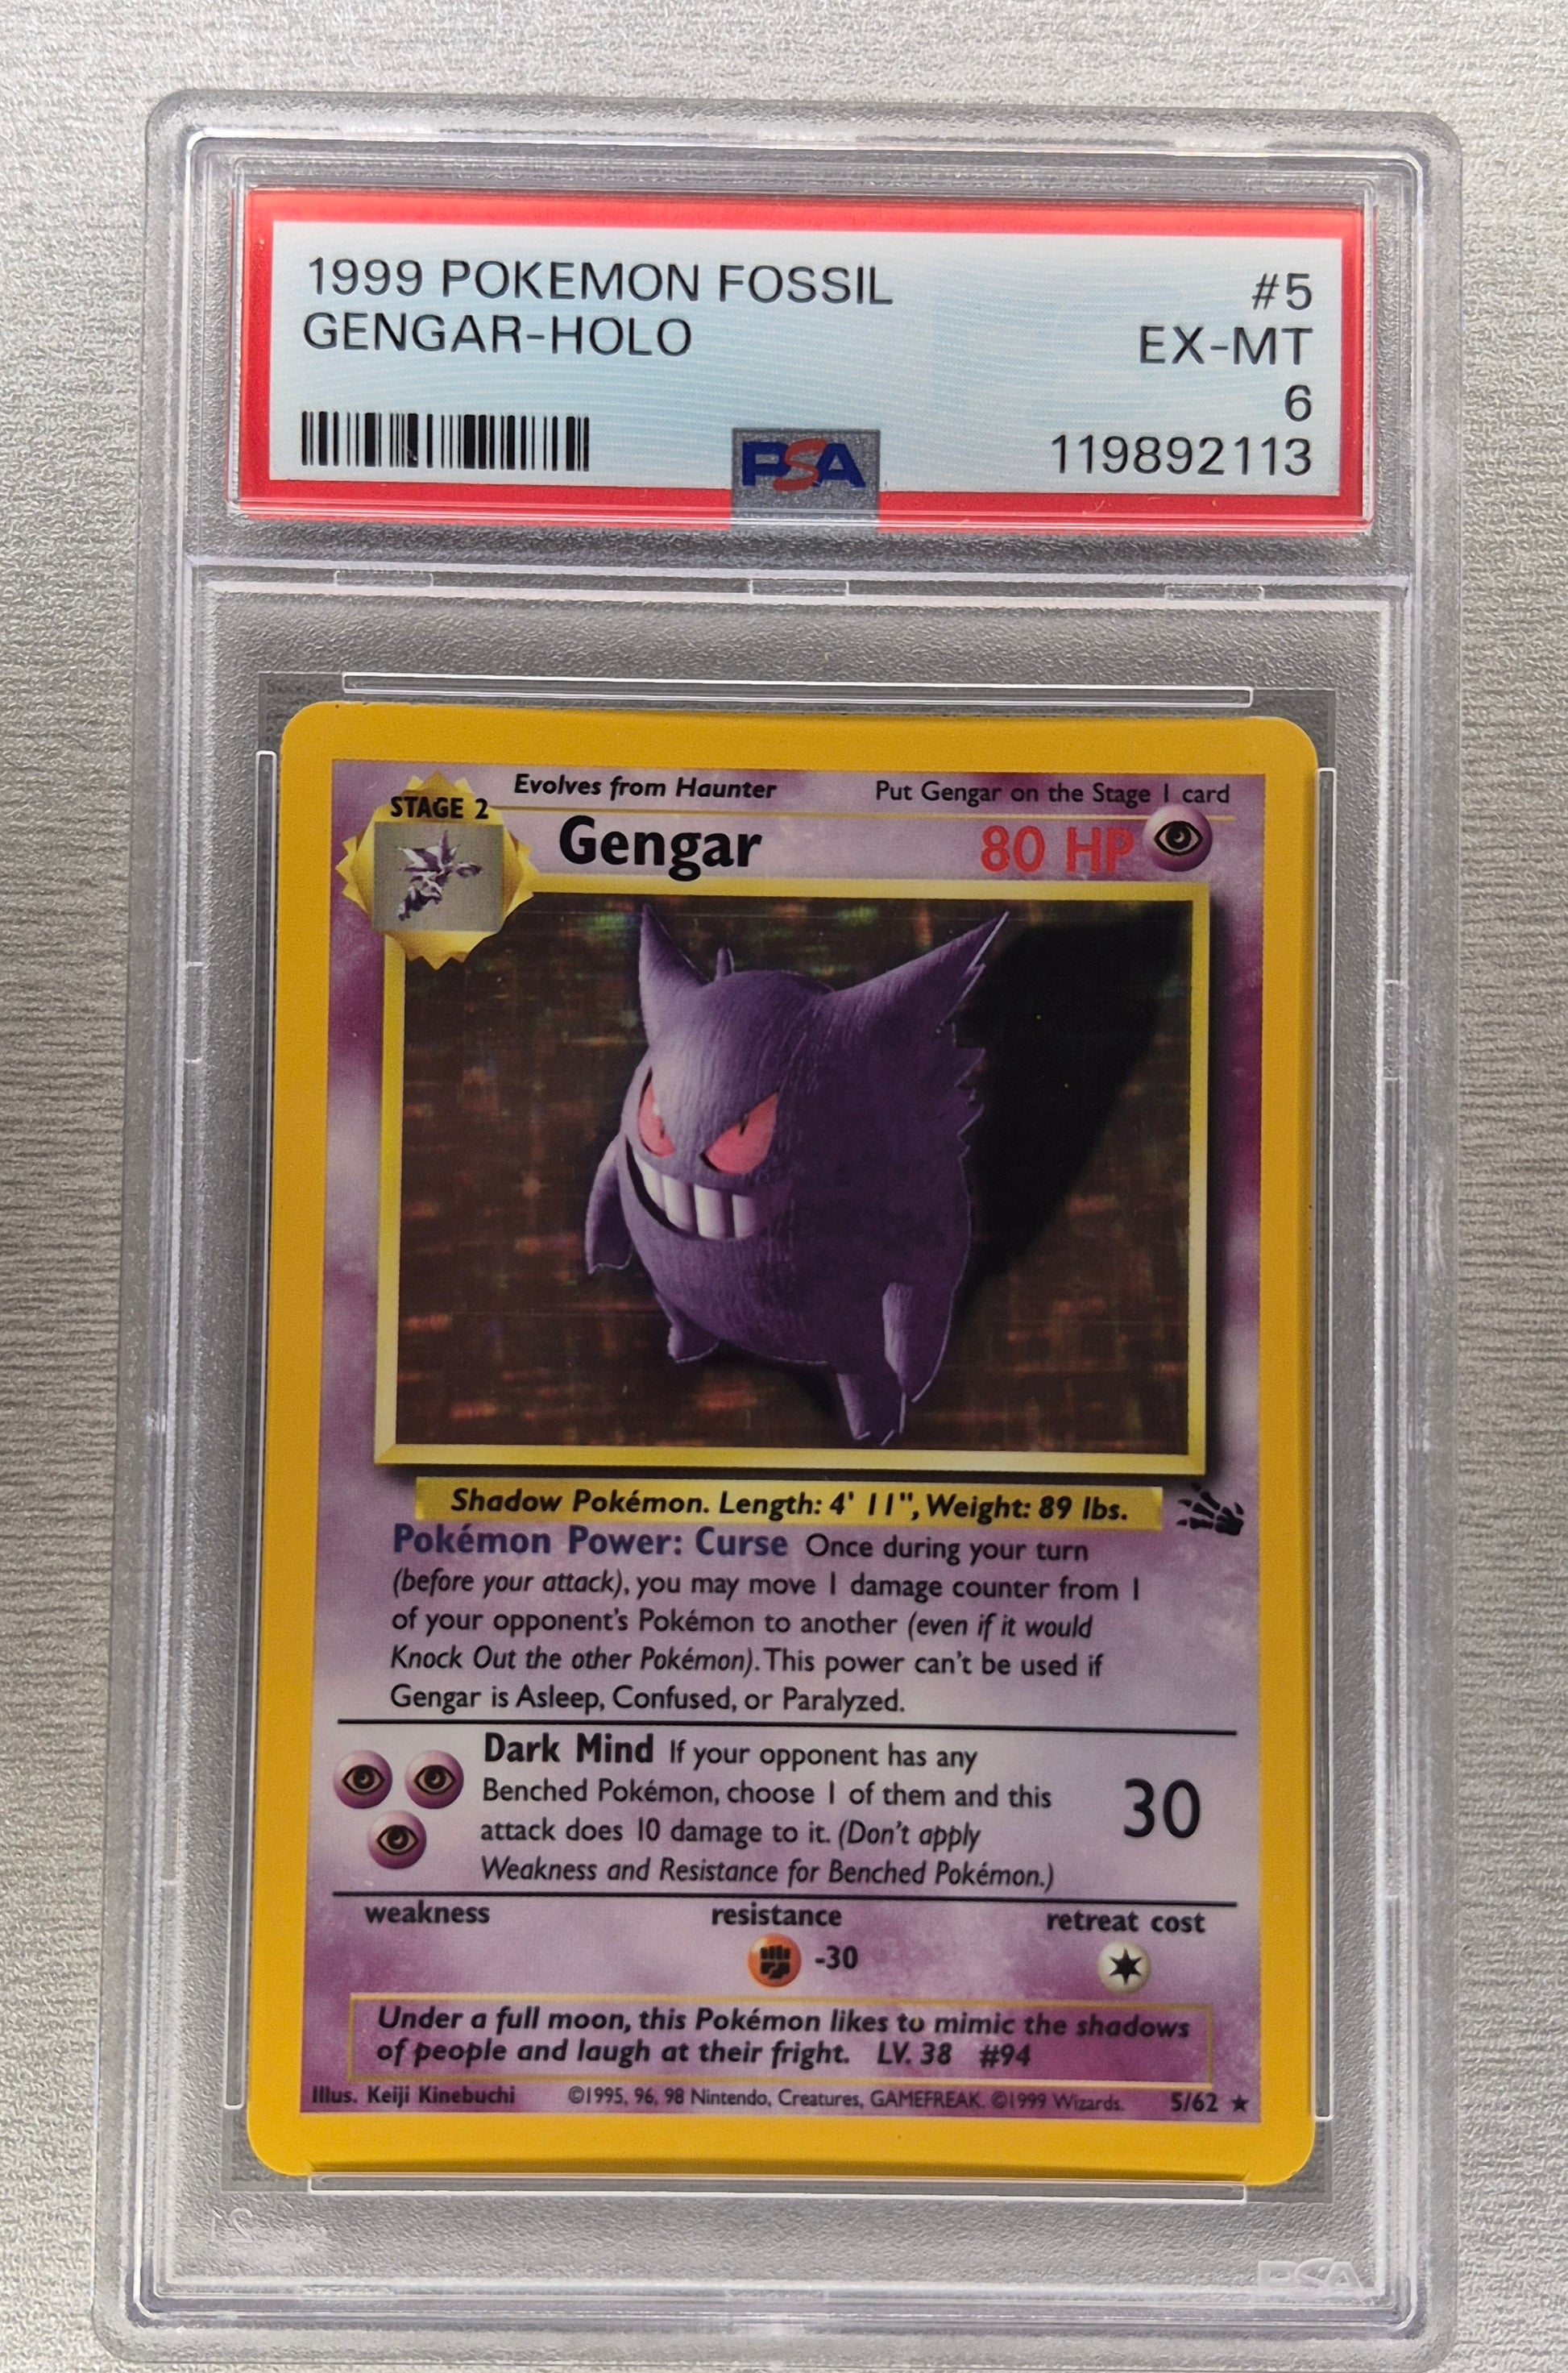 1999 POKEMON FOSSIL #5
GENGAR-HOLO EX-MT
6
PSA 119892113
Evolves from Haunter Put Gengar on the Stage 1 card
STAGE 2
Gengar 80 HP
Shadow Pokémon. Length: 4' 11", Weight: 89 lbs.
Pokémon Power: Curse Once during your turn
(before your attack), you may move 1 damage counter from 1
of your opponent's Pokémon to another (even if it would
Knock Out the other Pokémon). This power can't be used if
Gengar is Asleep, Confused, or Paralyzed.
Dark Mind If your opponent has any
Benched Pokémon, choose 1 of them and this
attack does 10 damage to it. (Don't apply
Weakness and Resistance for Benched Pokémon.)
30
weakness resistance retreat cost
-30
Under a full moon, this Pokémon likes to mimic the shadows
of people and laugh at their fright. LV. 38 #94
Illus. Keiji Kinebuchi ©1995, 96, 98 Nintendo, Creatures, GAMEFREAK. ©1999 Wizards. 5/62 ★
PSA